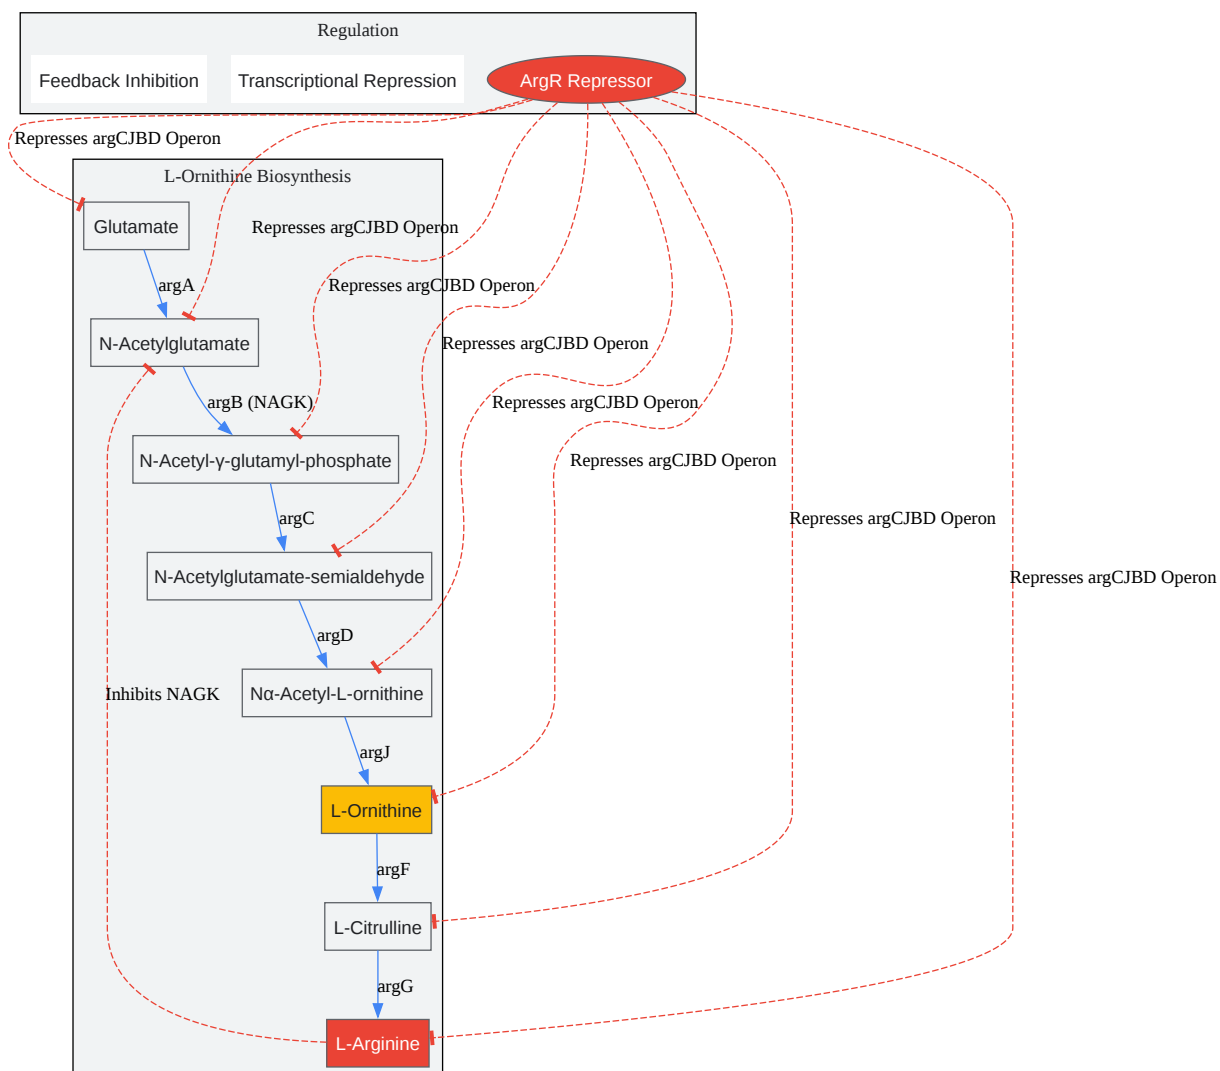 Regulation
Feedback Inhibition
Transcriptional Repression
ArgR Repressor
Represses argCJBD Operon
L-Ornithine Biosynthesis
Glutamate
Represses argCJBD Operon
argA
Represses argCJBD Operon
N-Acetylglutamate
Represses argCJBD Operon
argB (NAGK)
Represses argCJBD Operon
N-Acetyl-γ-glutamyl-phosphate
Represses argCJBD Operon
argC
Represses argCJBD Operon
N-Acetylglutamate-semialdehyde
Represses argCJBD Operon
argD
Inhibits NAGK
Nα-Acetyl-L-ornithine
argJ
L-Ornithine
argF
L-Citrulline
argG
L-Arginine